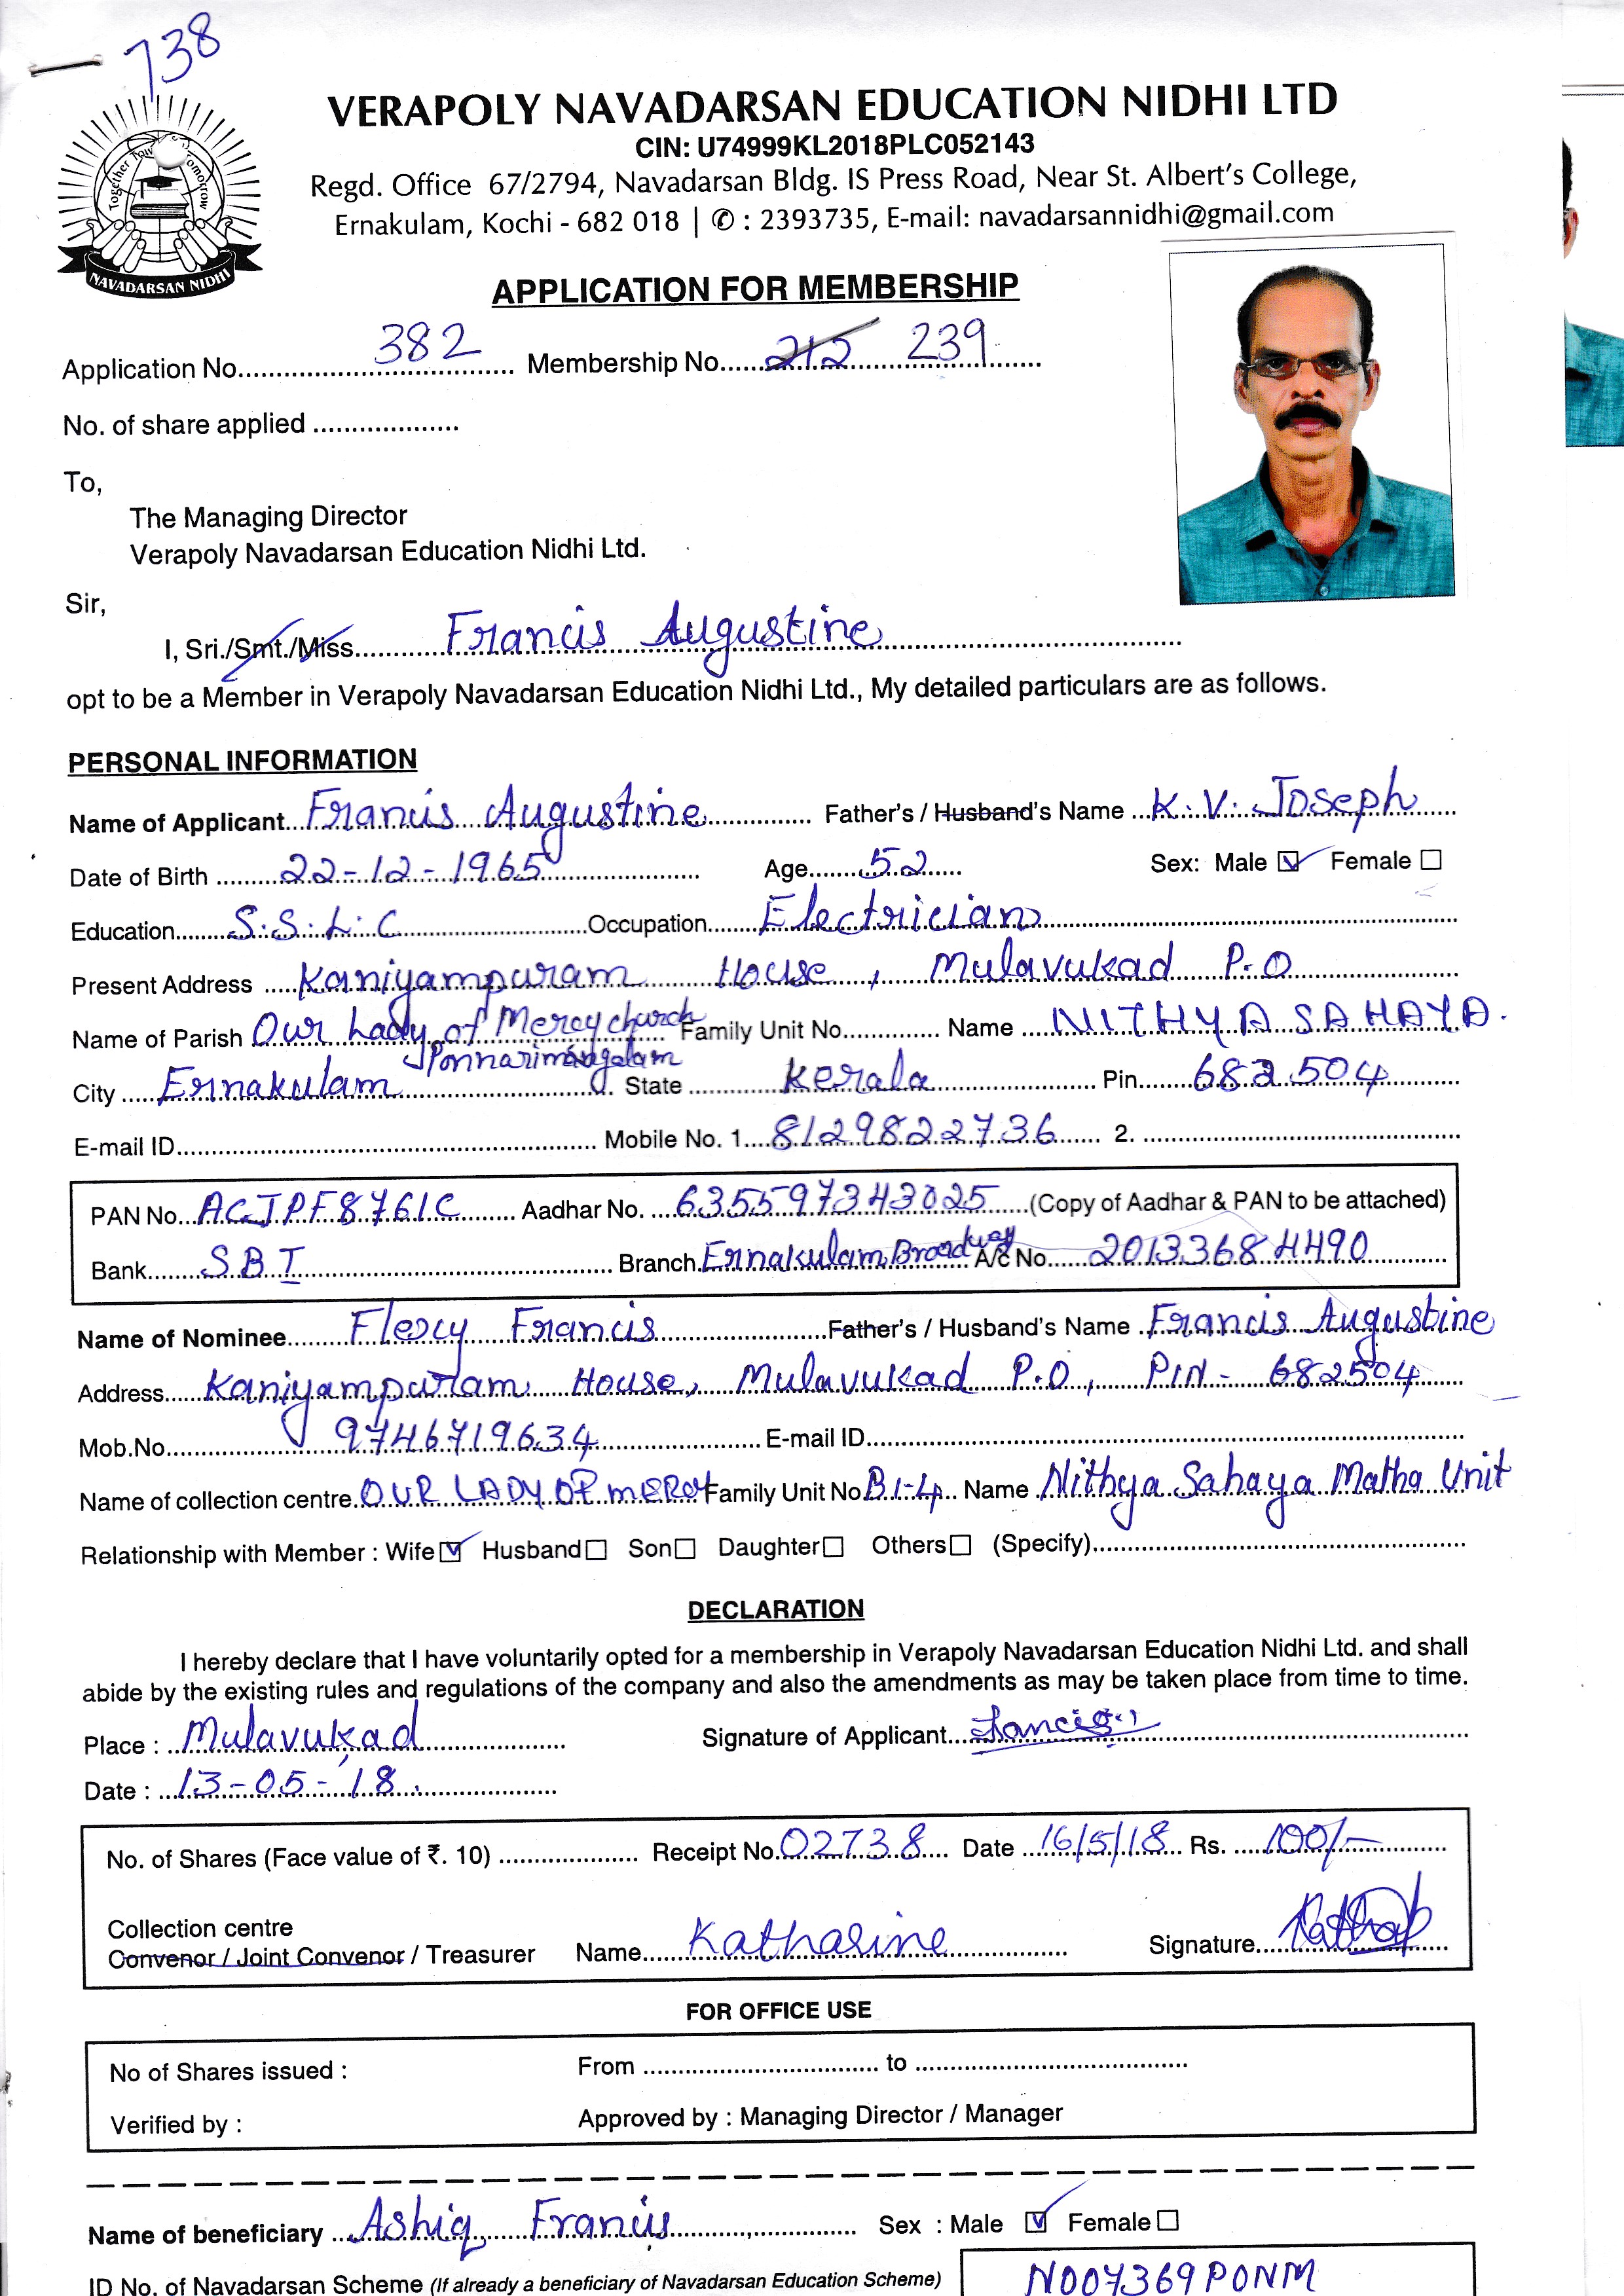 738
Together Tow Tomorrow
NAVADARSAN NIDHI
VERAPOLY NAVADARSAN EDUCATION NIDHI LTD
CIN: U74999KL2018PLC052143
Regd. Office 67/2794, Navadarsan Bldg. IS Press Road, Near St. Albert's College,
Ernakulam, Kochi - 682 018 | ✆ : 2393735, E-mail: navadarsannidhi@gmail.com
APPLICATION FOR MEMBERSHIP
Application No. 382 Membership No. 212 239
No. of share applied ...................
To,
The Managing Director
Verapoly Navadarsan Education Nidhi Ltd.
Sir,
I, Sri./Smt./Miss. Francis Augustine
opt to be a Member in Verapoly Navadarsan Education Nidhi Ltd., My detailed particulars are as follows.
PERSONAL INFORMATION
Name of Applicant Francis Augustine Father's / Husband's Name K.V. Joseph
Date of Birth 22-12-1965 Age 52 Sex: Male ☑ Female ☐
Education S.S.L.C Occupation Electrician
Present Address Kaniyampuram House, Mulavukad P.O
Name of Parish Our Lady of Mercy church Ponnarimangalam Family Unit No. Name NITHYA SAHAYA.
City Ernakulam State Kerala Pin 682504
E-mail ID Mobile No. 1 8129822736 2.
PAN No. ACJPF8761C Aadhar No. 635597343025 (Copy of Aadhar & PAN to be attached)
Bank SBI Branch Ernakulam Broadway A/c No. 20133684490
Name of Nominee Flercy Francis Father's / Husband's Name Francis Augustine
Address Kaniyampuram House, Mulavukad P.O, PIN - 682504
Mob.No. 9746719634 E-mail ID
Name of collection centre OUR LADY OF MERCY Family Unit No. B1-4 Name Nithya Sahaya Matha Unit
Relationship with Member : Wife ☑ Husband ☐ Son ☐ Daughter ☐ Others ☐ (Specify)
DECLARATION
I hereby declare that I have voluntarily opted for a membership in Verapoly Navadarsan Education Nidhi Ltd. and shall
abide by the existing rules and regulations of the company and also the amendments as may be taken place from time to time.
Place : Mulavukad Signature of Applicant Francis
Date : 13-05-'18.
No. of Shares (Face value of ₹. 10) Receipt No. 02738 Date 16/5/18 Rs. 100/-
Collection centre
Convenor / Joint Convenor / Treasurer Name Katharine Signature
FOR OFFICE USE
No of Shares issued : From to
Verified by : Approved by : Managing Director / Manager
Name of beneficiary Ashiq Francis Sex : Male ☑ Female ☐
ID No. of Navadarsan Scheme (If already a beneficiary of Navadarsan Education Scheme) N007369PONM